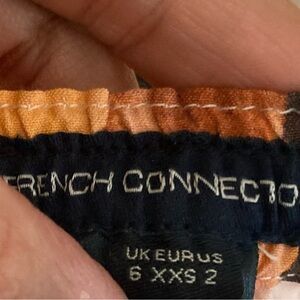 FRENCH CONNECTIO
UK EUR US
6 XXS 2